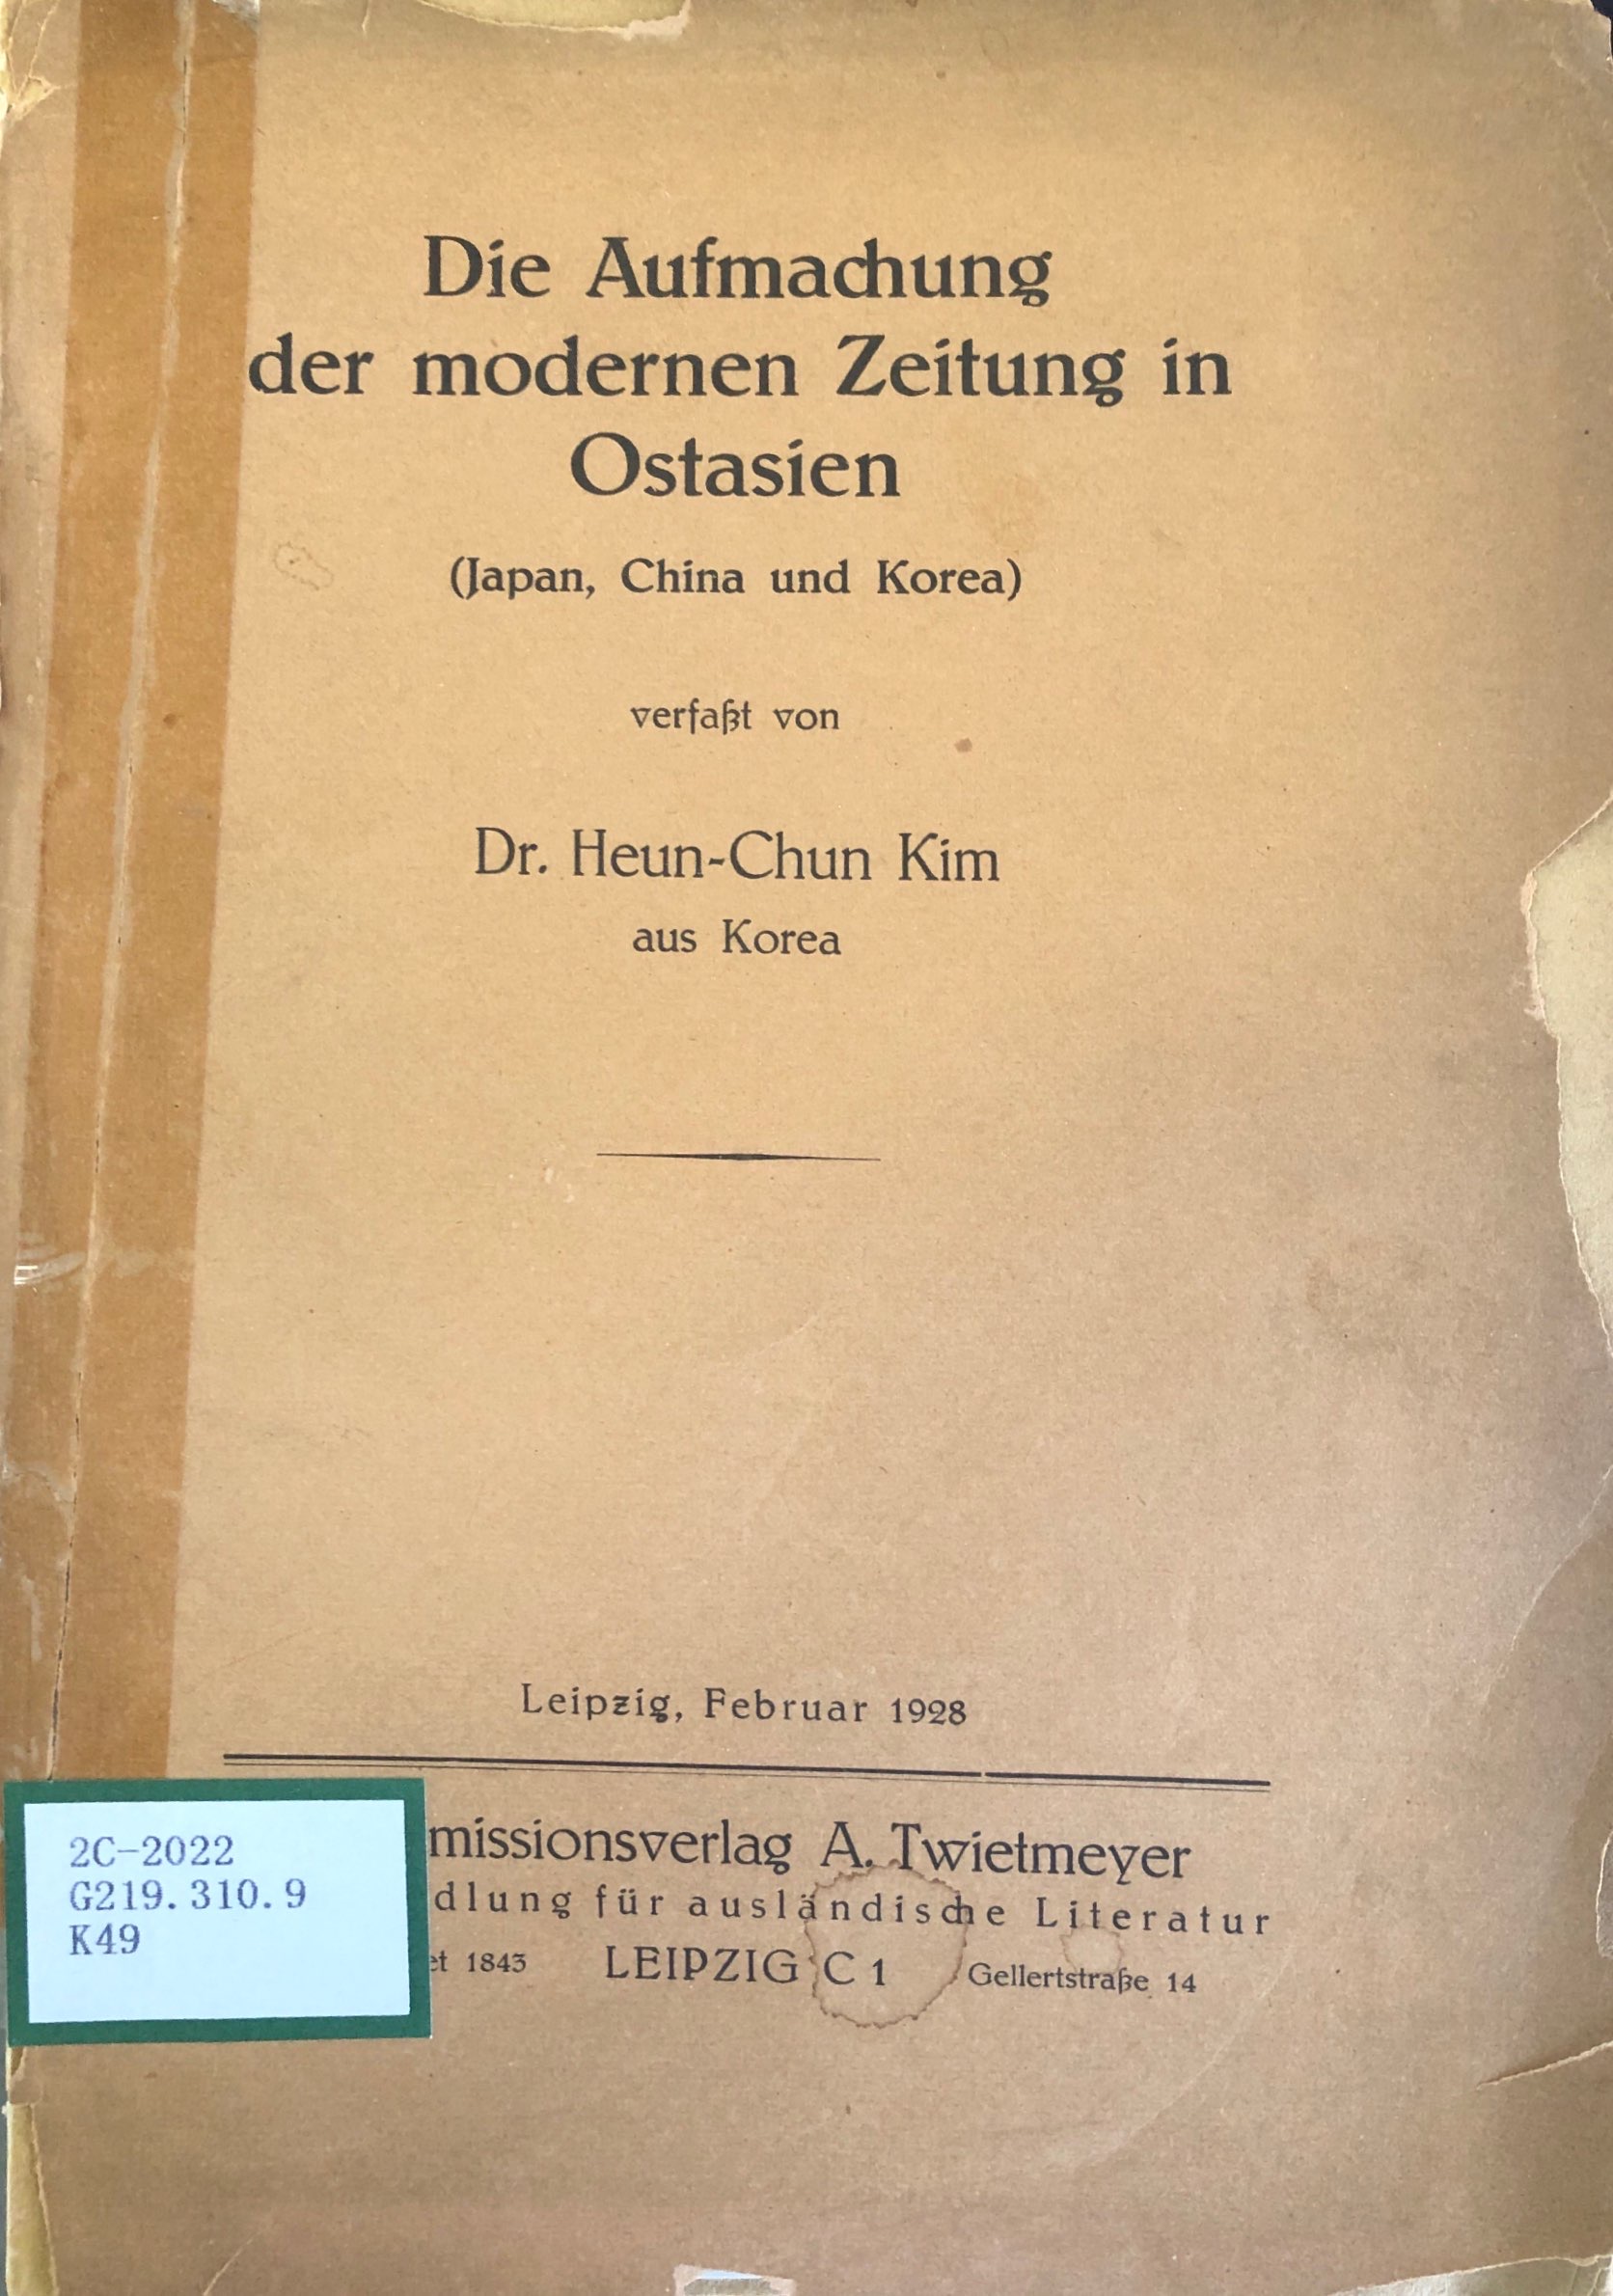 Die Aufmachung
der modernen Zeitung in
Ostasien
(Japan, China und Korea)
verfaßt von
Dr. Heun-Chun Kim
aus Korea
Leipzig, Februar 1928
missionsverlag A. Twietmeyer
dlung für ausländische Literatur
et 1843 LEIPZIG C 1 Gellertstraße 14
2C-2022
G219.310.9
K49